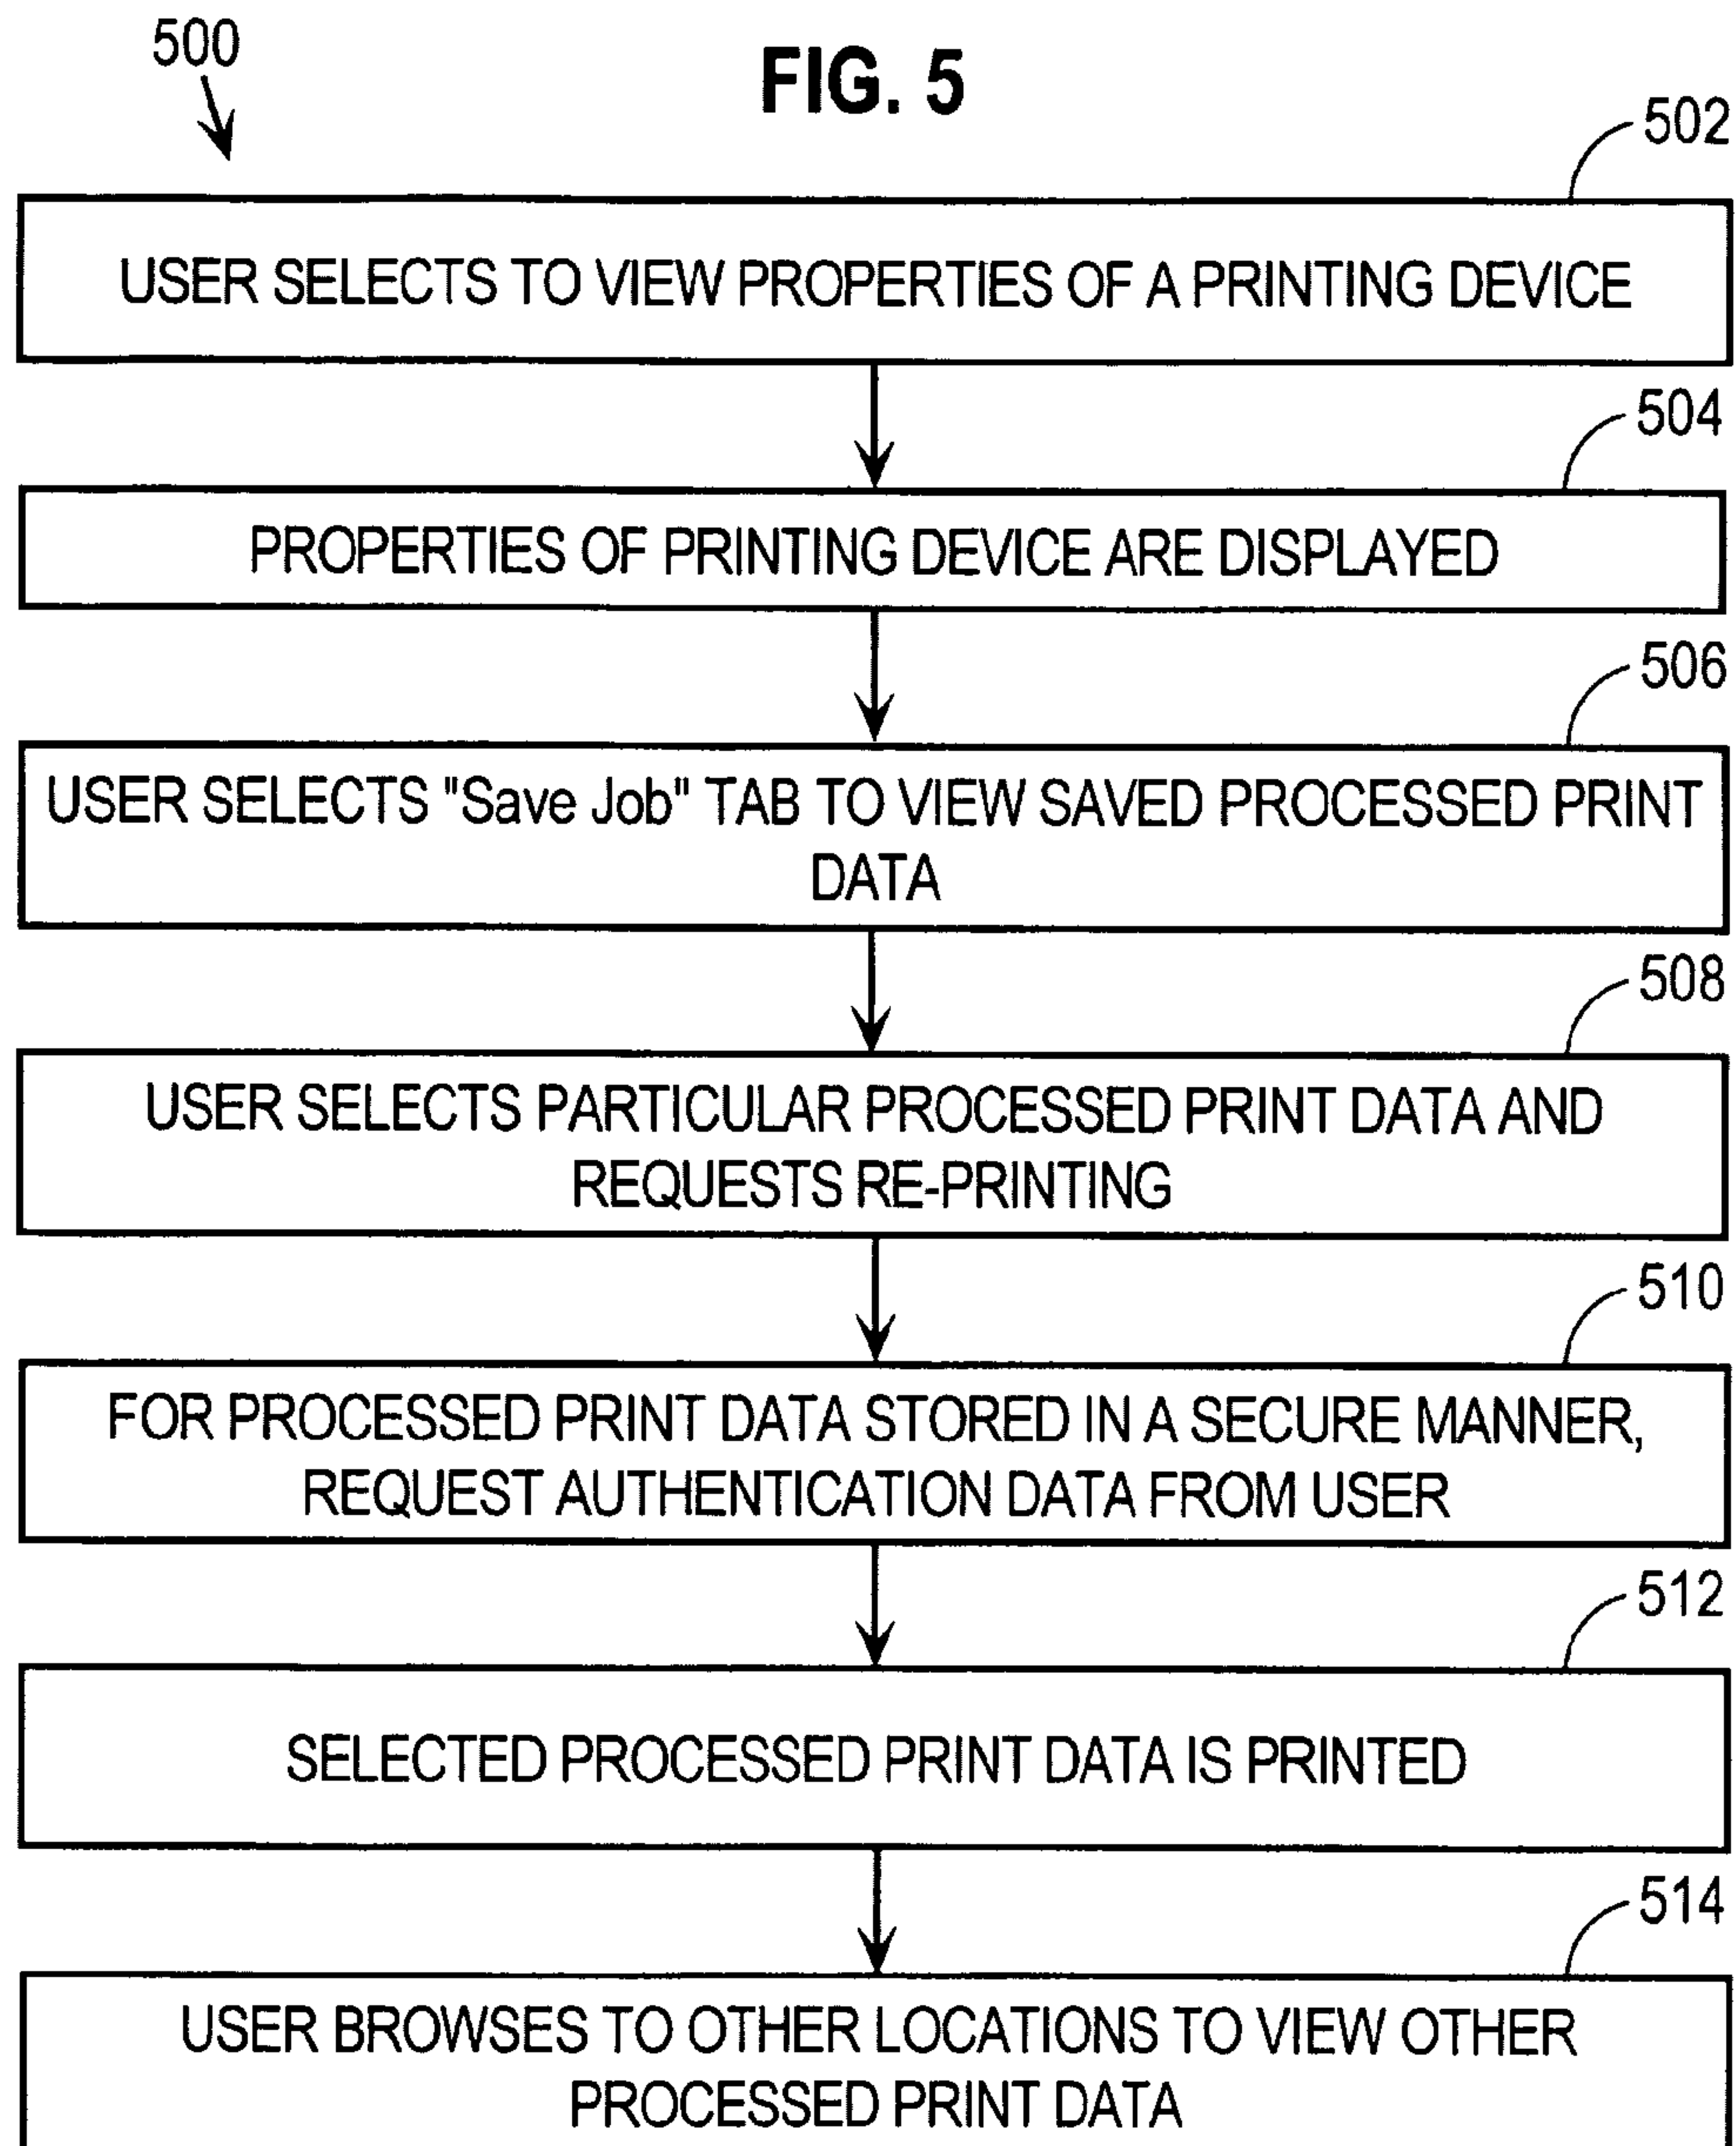 500
FIG. 5
502
USER SELECTS TO VIEW PROPERTIES OF A PRINTING DEVICE
504
PROPERTIES OF PRINTING DEVICE ARE DISPLAYED
506
USER SELECTS "Save Job" TAB TO VIEW SAVED PROCESSED PRINT
DATA
508
USER SELECTS PARTICULAR PROCESSED PRINT DATA AND
REQUESTS RE-PRINTING
510
FOR PROCESSED PRINT DATA STORED IN A SECURE MANNER,
REQUEST AUTHENTICATION DATA FROM USER
512
SELECTED PROCESSED PRINT DATA IS PRINTED
514
USER BROWSES TO OTHER LOCATIONS TO VIEW OTHER
PROCESSED PRINT DATA